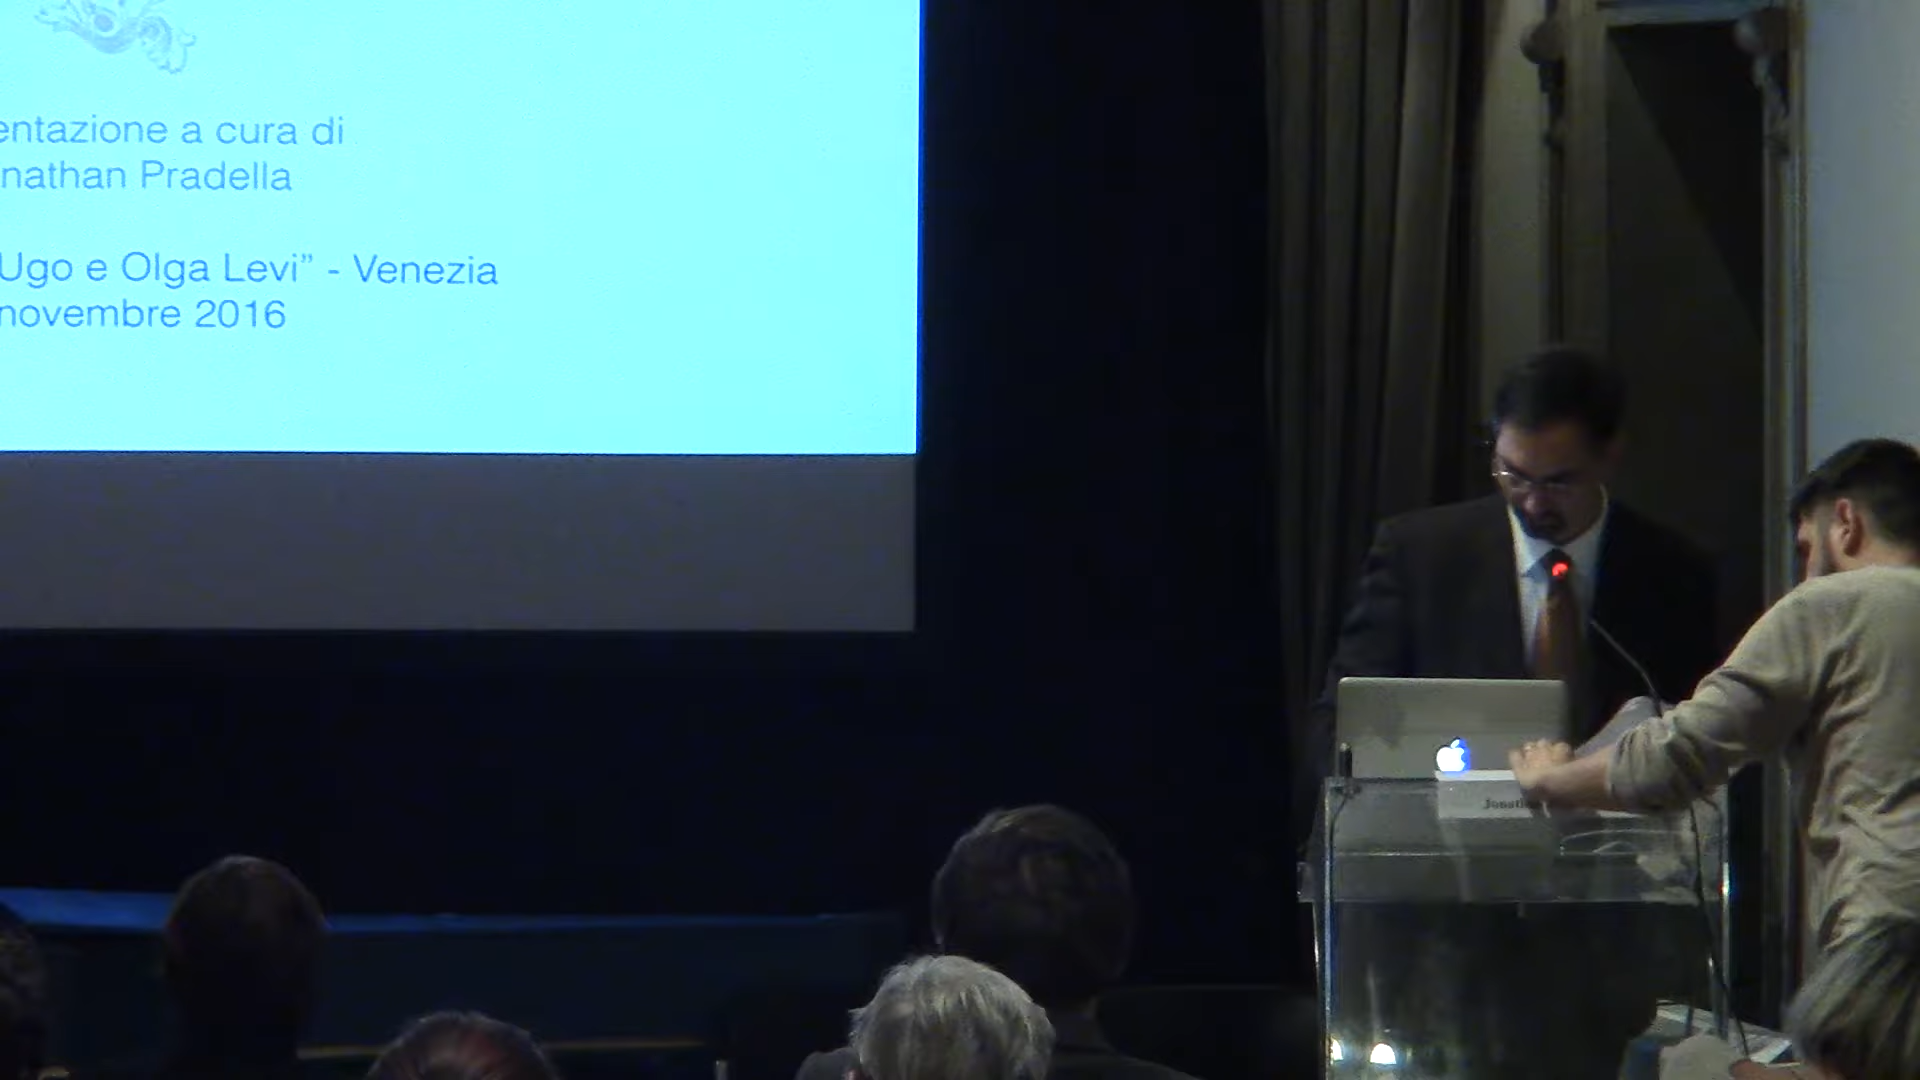 entazione a cura di
nathan Pradella
Ugo e Olga Levi” - Venezia
novembre 2016